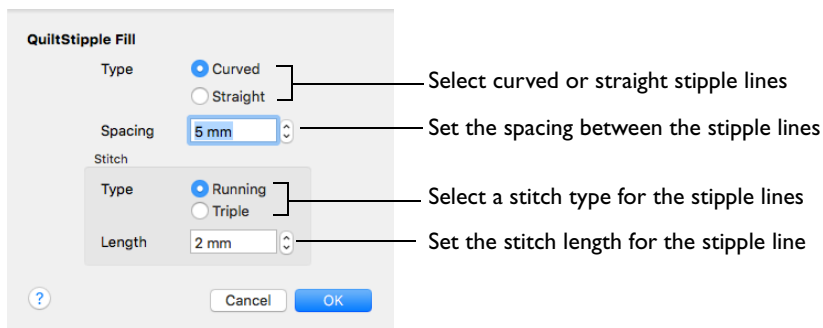 QuiltStipple Fill
Type Curved
Straight
Select curved or straight stipple lines
Spacing 5 mm Set the spacing between the stipple lines
Stitch
Type Running
Triple
Select a stitch type for the stipple lines
Length 2 mm Set the stitch length for the stipple line
? Cancel OK